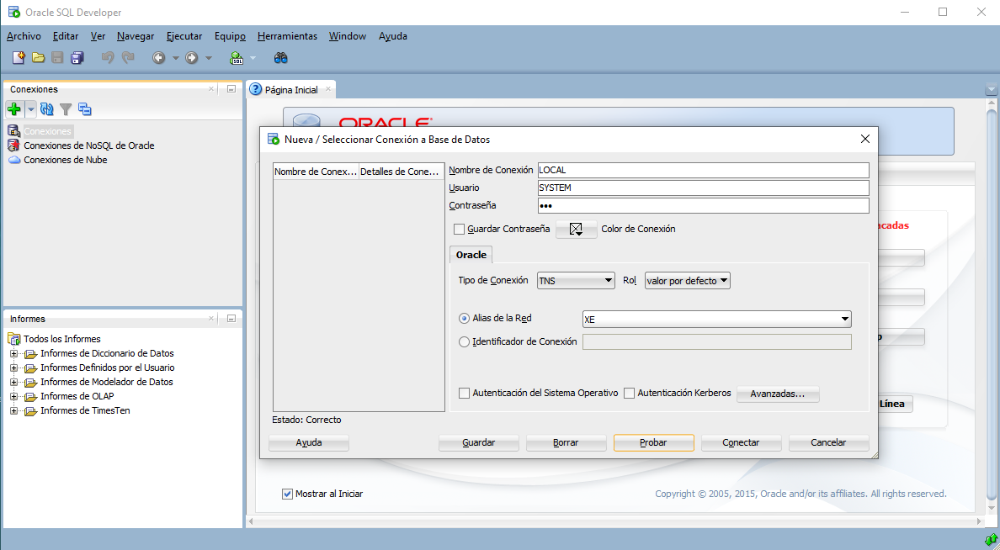 Oracle SQL Developer
Archivo Editar Ver Navegar Ejecutar Equipo Herramientas Window Ayuda
SQL
Conexiones
Página Inicial
Conexiones
Conexiones de NoSQL de Oracle
Conexiones de Nube
ORACLE
Nueva / Seleccionar Conexión a Base de Datos
Nombre de Conex... Detalles de Cone...
Nombre de Conexión LOCAL
Usuario SYSTEM
Contraseña •••
Guardar Contraseña Color de Conexión
Oracle
Tipo de Conexión TNS Rol valor por defecto
Alias de la Red XE
Identificador de Conexión
Autenticación del Sistema Operativo Autenticación Kerberos Avanzadas...
Estado: Correcto
Ayuda Guardar Borrar Probar Conectar Cancelar
acadas
o
Línea
Informes
Todos los Informes
Informes de Diccionario de Datos
Informes Definidos por el Usuario
Informes de Modelador de Datos
Informes de OLAP
Informes de TimesTen
Mostrar al Iniciar
Copyright © 2005, 2015, Oracle and/or its affiliates. All rights reserved.